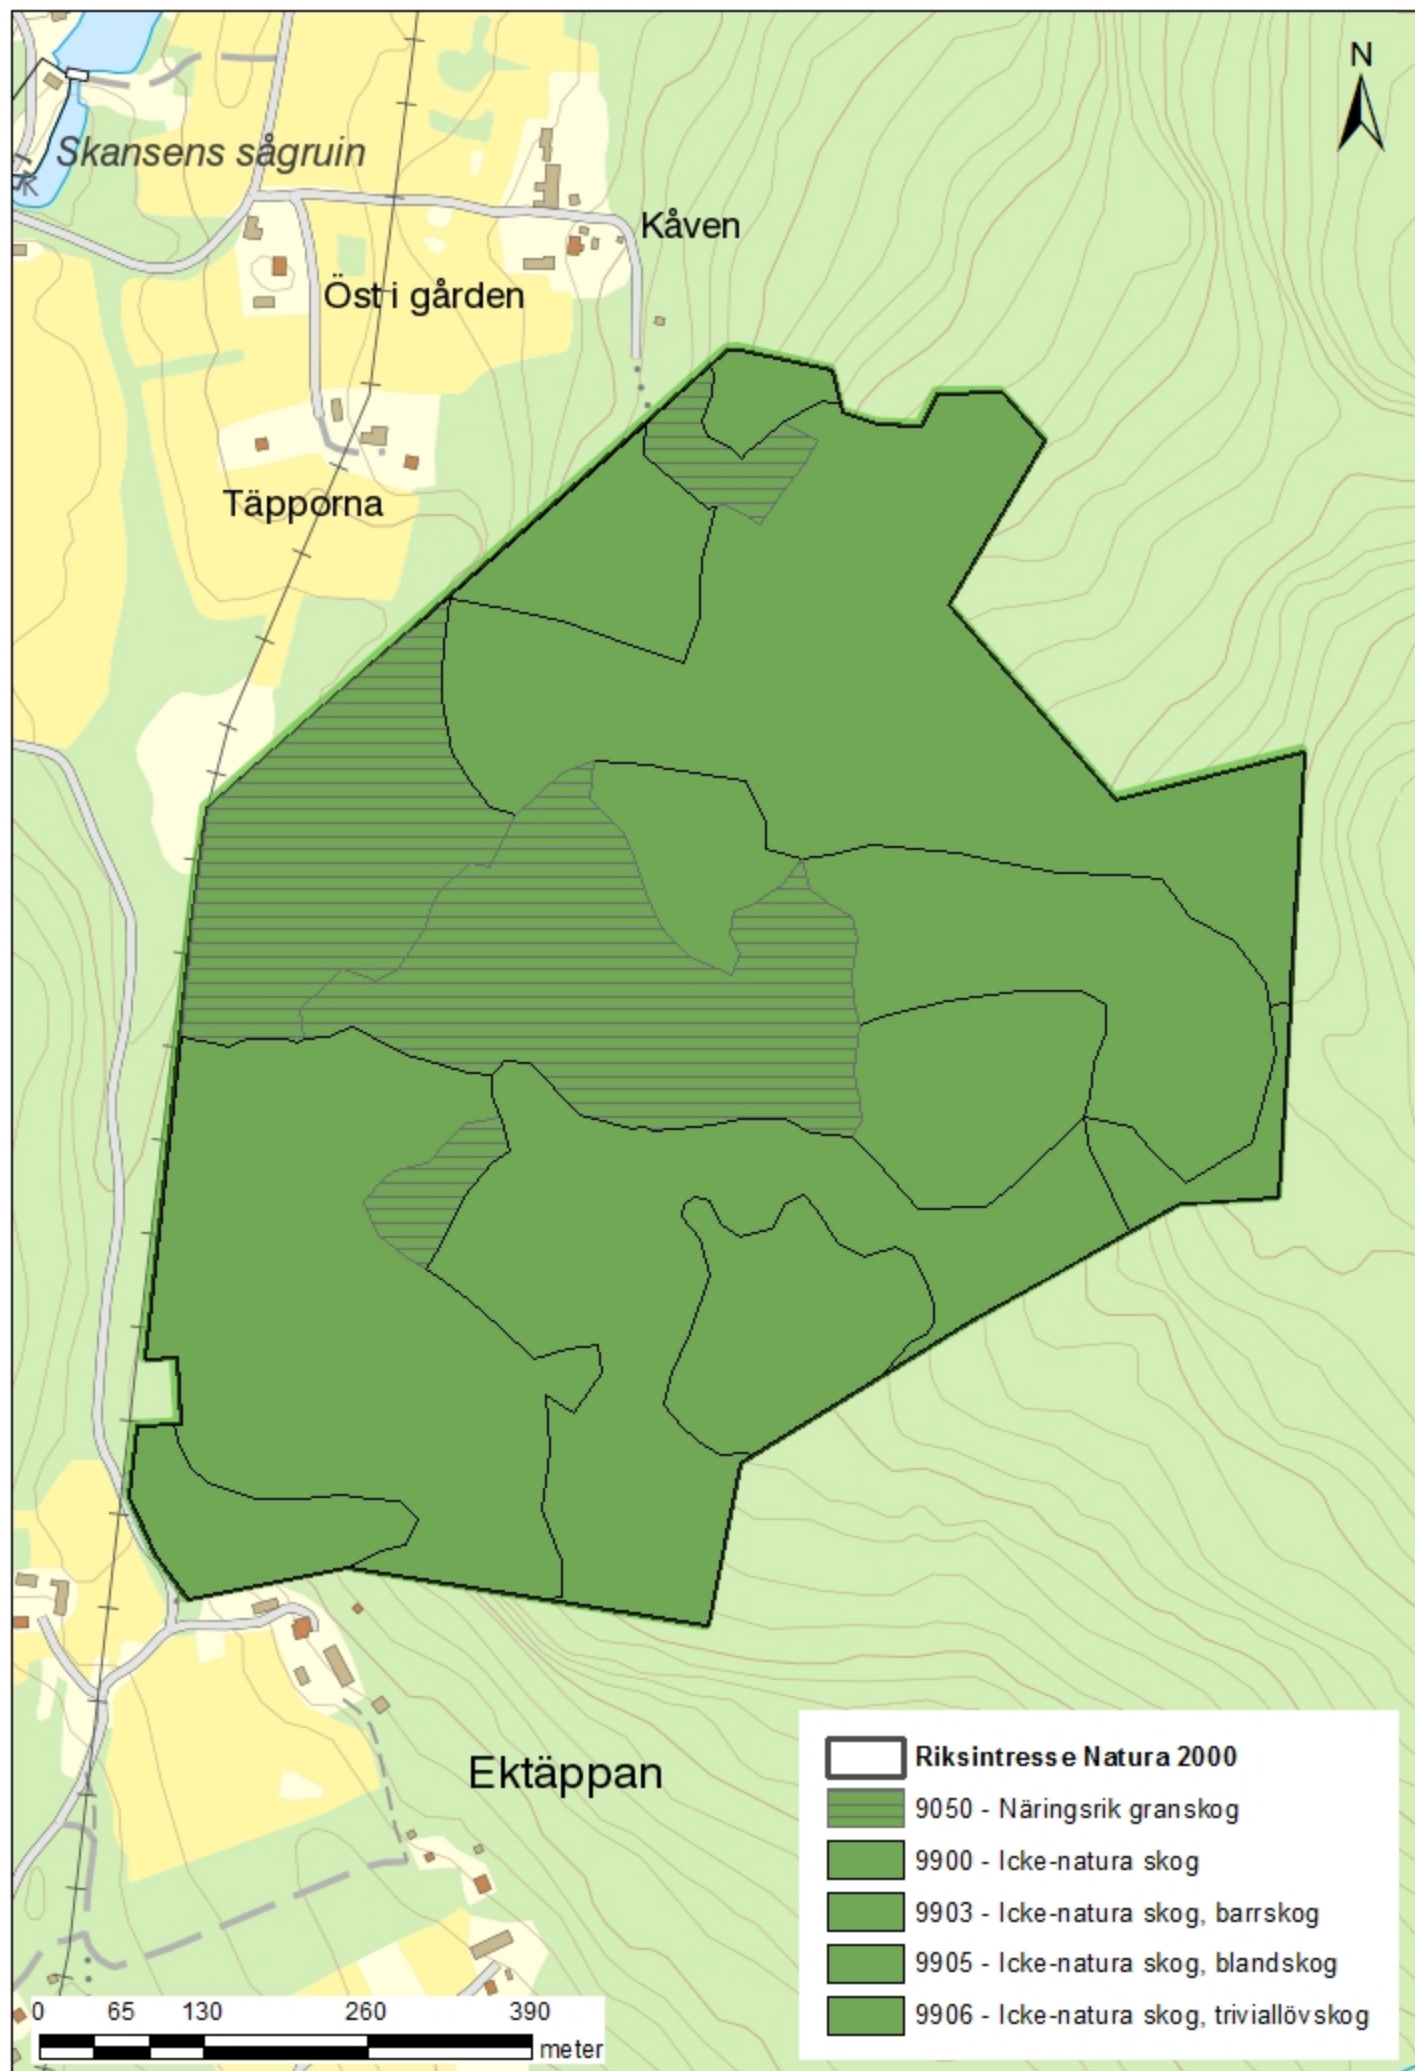 N
Skansens sågruin
Kåven
Öst i gården
Täpporna
Ektäppan
Riksintresse Natura 2000
9050 - Näringsrik granskog
9900 - Icke-natura skog
9903 - Icke-natura skog, barrskog
9905 - Icke-natura skog, blandskog
9906 - Icke-natura skog, triviallövskog
0 65 130 260 390
meter